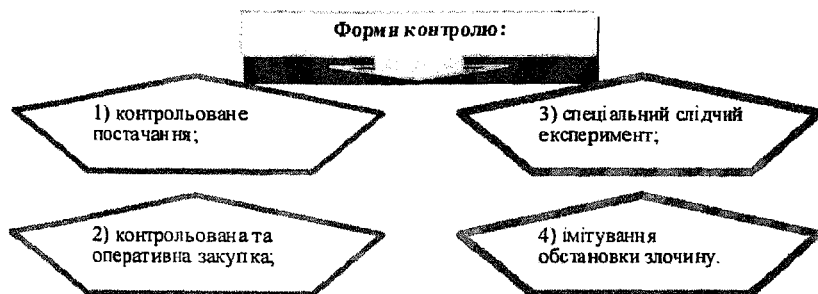 Форми контролю:
1) контрольоване
постачання;
2) контрольована та
оперативна закупка;
3) спеціальний слідчий
експеримент;
4) імітування
обстановки злочину.